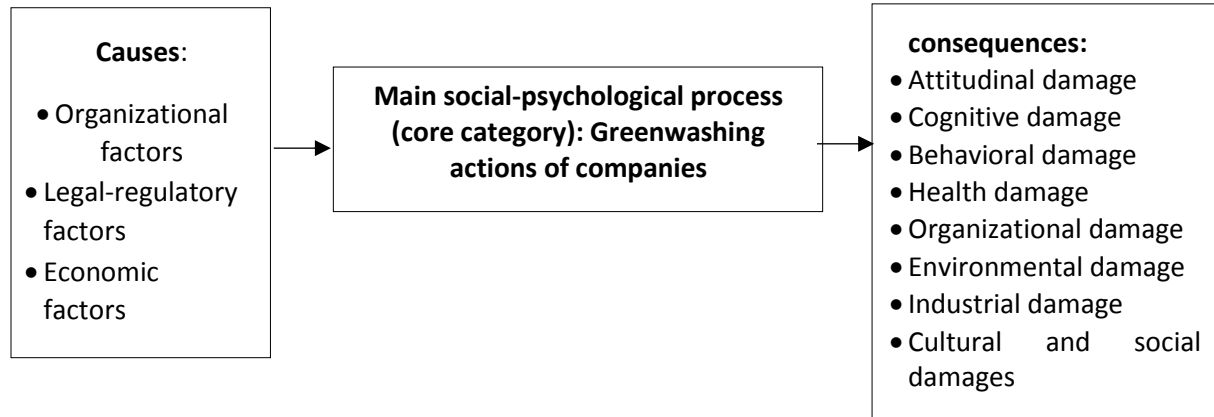 Causes:
• Organizational
factors
• Legal-regulatory
factors
• Economic
factors
Main social-psychological process
(core category): Greenwashing
actions of companies
consequences:
• Attitudinal damage
• Cognitive damage
• Behavioral damage
• Health damage
• Organizational damage
• Environmental damage
• Industrial damage
• Cultural and social
damages